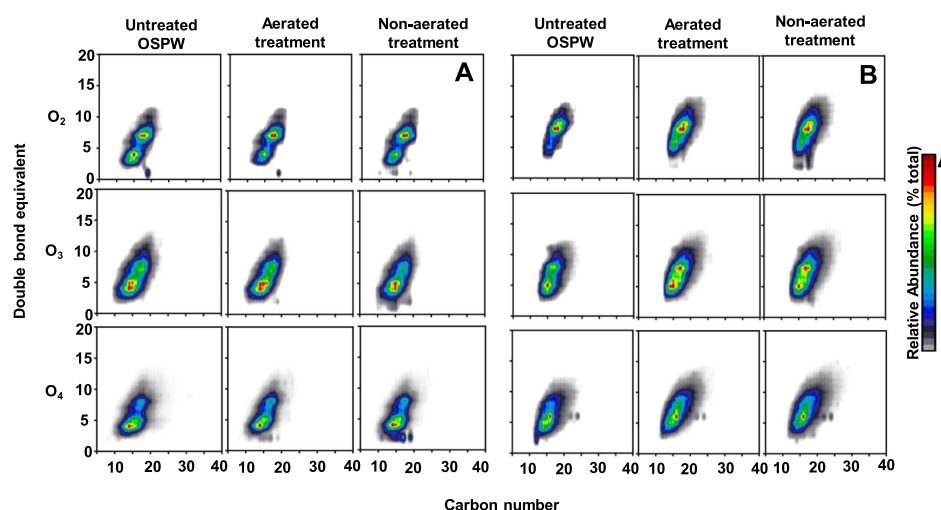 Untreated OSPW
Aerated treatment
Non-aerated treatment
Untreated OSPW
Aerated treatment
Non-aerated treatment
A
B
Double bond equivalent
O2
20
15
10
5
0
O3
20
15
10
5
0
O4
20
15
10
5
0
10 20 30 40
10 20 30 40
10 20 30 40
10 20 30 40
10 20 30 40
10 20 30 40
Carbon number
Relative Abundance (% total)